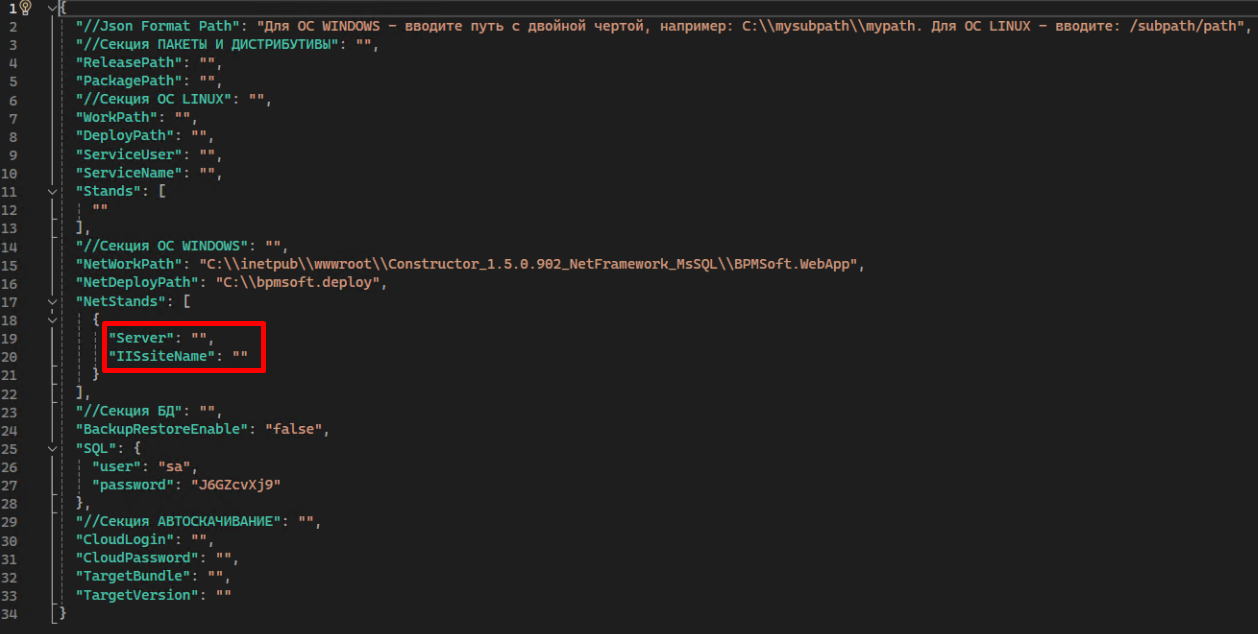 1 {
2 "//Json Format Path": "Для ОС WINDOWS - вводите путь с двойной чертой, например: C:\\mysubpath\\mypath. Для ОС LINUX - вводите: /subpath/path",
3 "//Секция ПАКЕТЫ И ДИСТРИБУТИВЫ": "",
4 "ReleasePath": "",
5 "PackagePath": "",
6 "//Секция ОС LINUX": "",
7 "WorkPath": "",
8 "DeployPath": "",
9 "ServiceUser": "",
10 "ServiceName": "",
11 "Stands": [
12 ""
13 ],
14 "//Секция ОС WINDOWS": "",
15 "NetWorkPath": "C:\\inetpub\\wwwroot\\Constructor_1.5.0.902_NetFramework_MsSQL\\BPMSoft.WebApp",
16 "NetDeployPath": "C:\\bpmsoft.deploy",
17 "NetStands": [
18 {
19 "Server": "",
20 "IISsiteName": ""
21 }
22 ],
23 "//Секция БД": "",
24 "BackupRestoreEnable": "false",
25 "SQL": {
26 "user": "sa",
27 "password": "J6GZcvXj9"
28 },
29 "//Секция АВТОСКАЧИВАНИЕ": "",
30 "CloudLogin": "",
31 "CloudPassword": "",
32 "TargetBundle": "",
33 "TargetVersion": ""
34 }